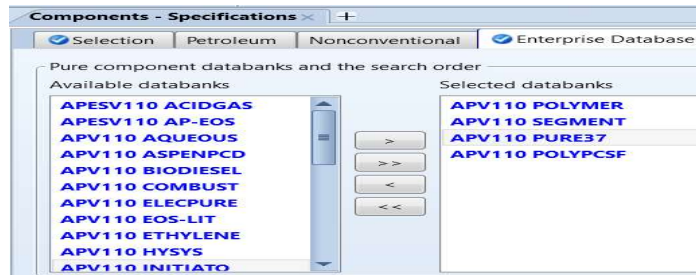 Components - Specifications × +
Selection Petroleum Nonconventional Enterprise Database
Pure component databanks and the search order
Available databanks
APESV110 ACIDGAS
APESV110 AP-EOS
APV110 AQUEOUS
APV110 ASPENPCD
APV110 BIODIESEL
APV110 COMBUST
APV110 ELECPURE
APV110 EOS-LIT
APV110 ETHYLENE
APV110 HYSYS
APV110 INITIATO
>
>>
<
<<
Selected databanks
APV110 POLYMER
APV110 SEGMENT
APV110 PURE37
APV110 POLYPCSF